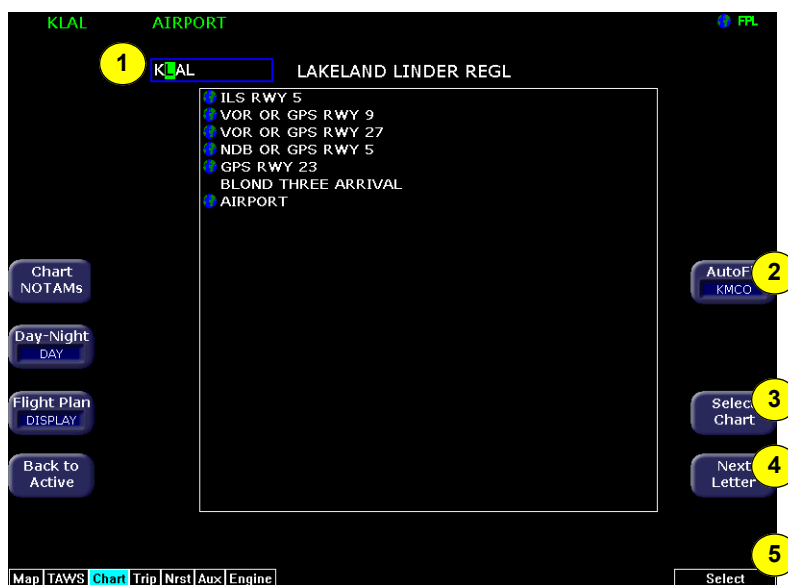 KLAL AIRPORT FPL
1 KLAL LAKELAND LINDER REGL
ILS RWY 5
VOR OR GPS RWY 9
VOR OR GPS RWY 27
NDB OR GPS RWY 5
GPS RWY 23
BLOND THREE ARRIVAL
AIRPORT
Chart
NOTAMs
Day-Night
DAY
Flight Plan
DISPLAY
Back to
Active
2
KMCO
3
Chart
Next
Letter
4
5
Map TAWS Chart Trip Nrst Aux Engine Select